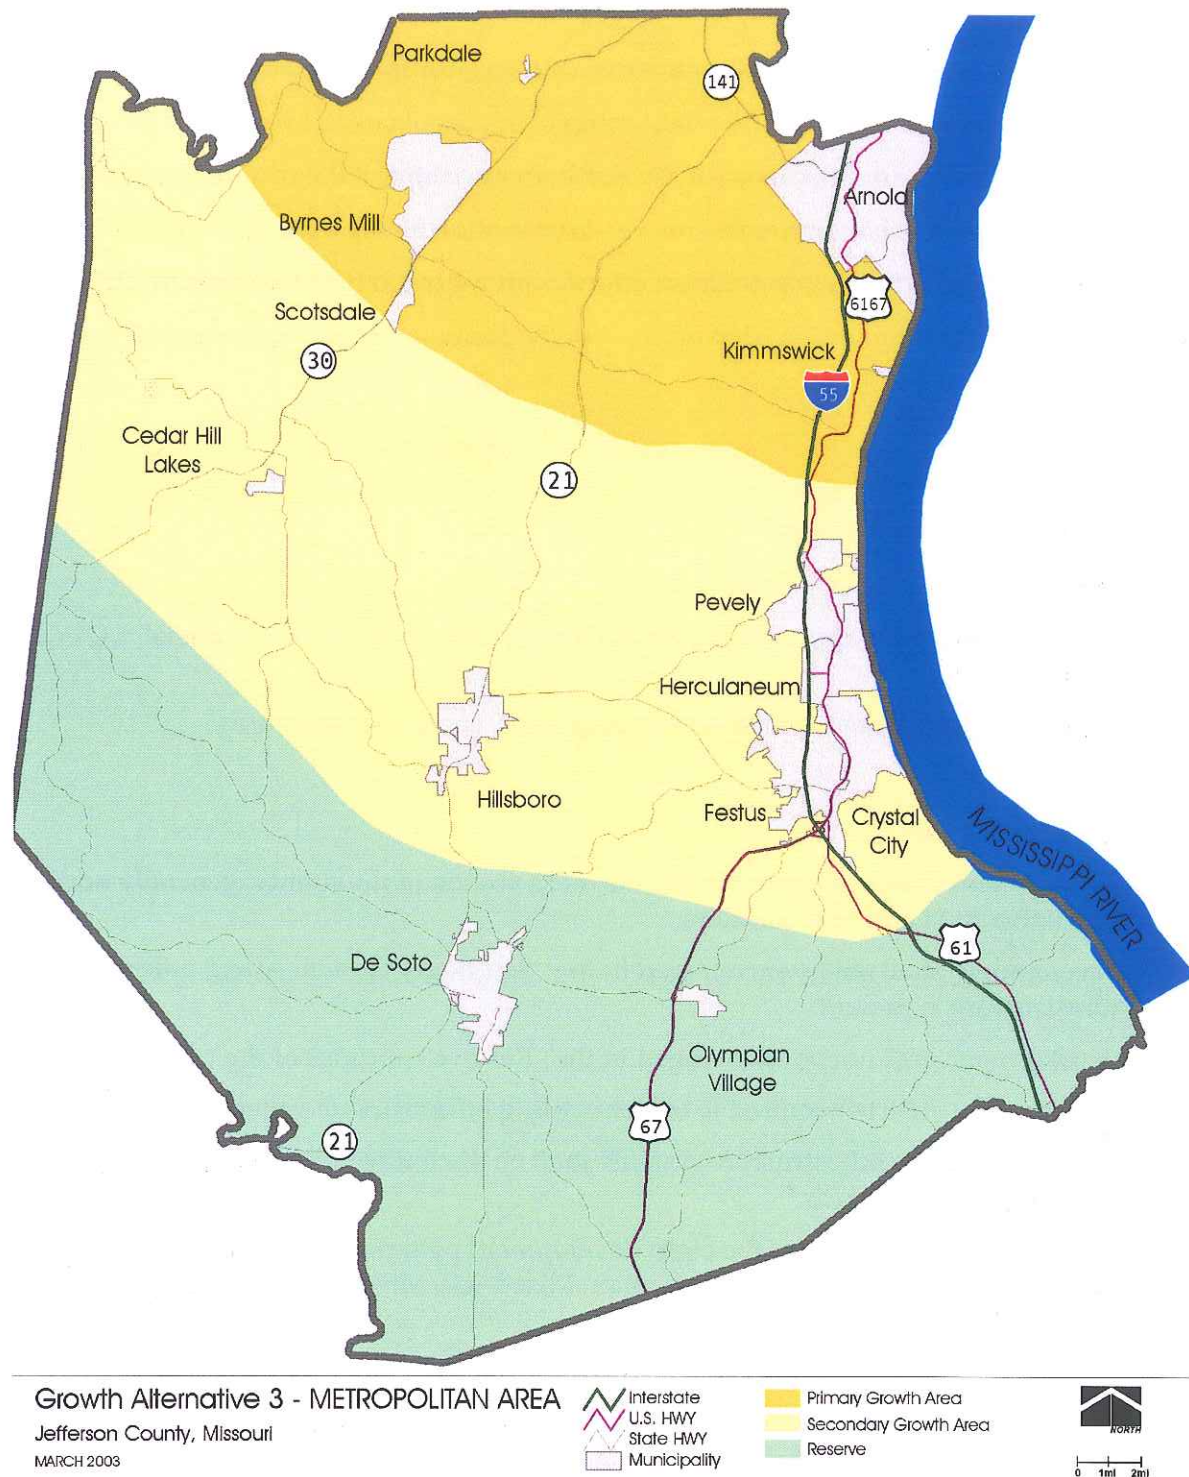 Parkdale
141
Arnold
Byrnes Mill
6167
Scotsdale
Kimmswick
30
55
Cedar Hill
Lakes
21
Pevely
Herculaneum
Hillsboro
Festus
Crystal
City
MISSISSIPPI RIVER
61
De Soto
Olympian
Village
67
21
Growth Alternative 3 - METROPOLITAN AREA
Jefferson County, Missouri
MARCH 2003
Interstate
U.S. HWY
State HWY
Municipality
Primary Growth Area
Secondary Growth Area
Reserve
NORTH
0 1mi 2mi